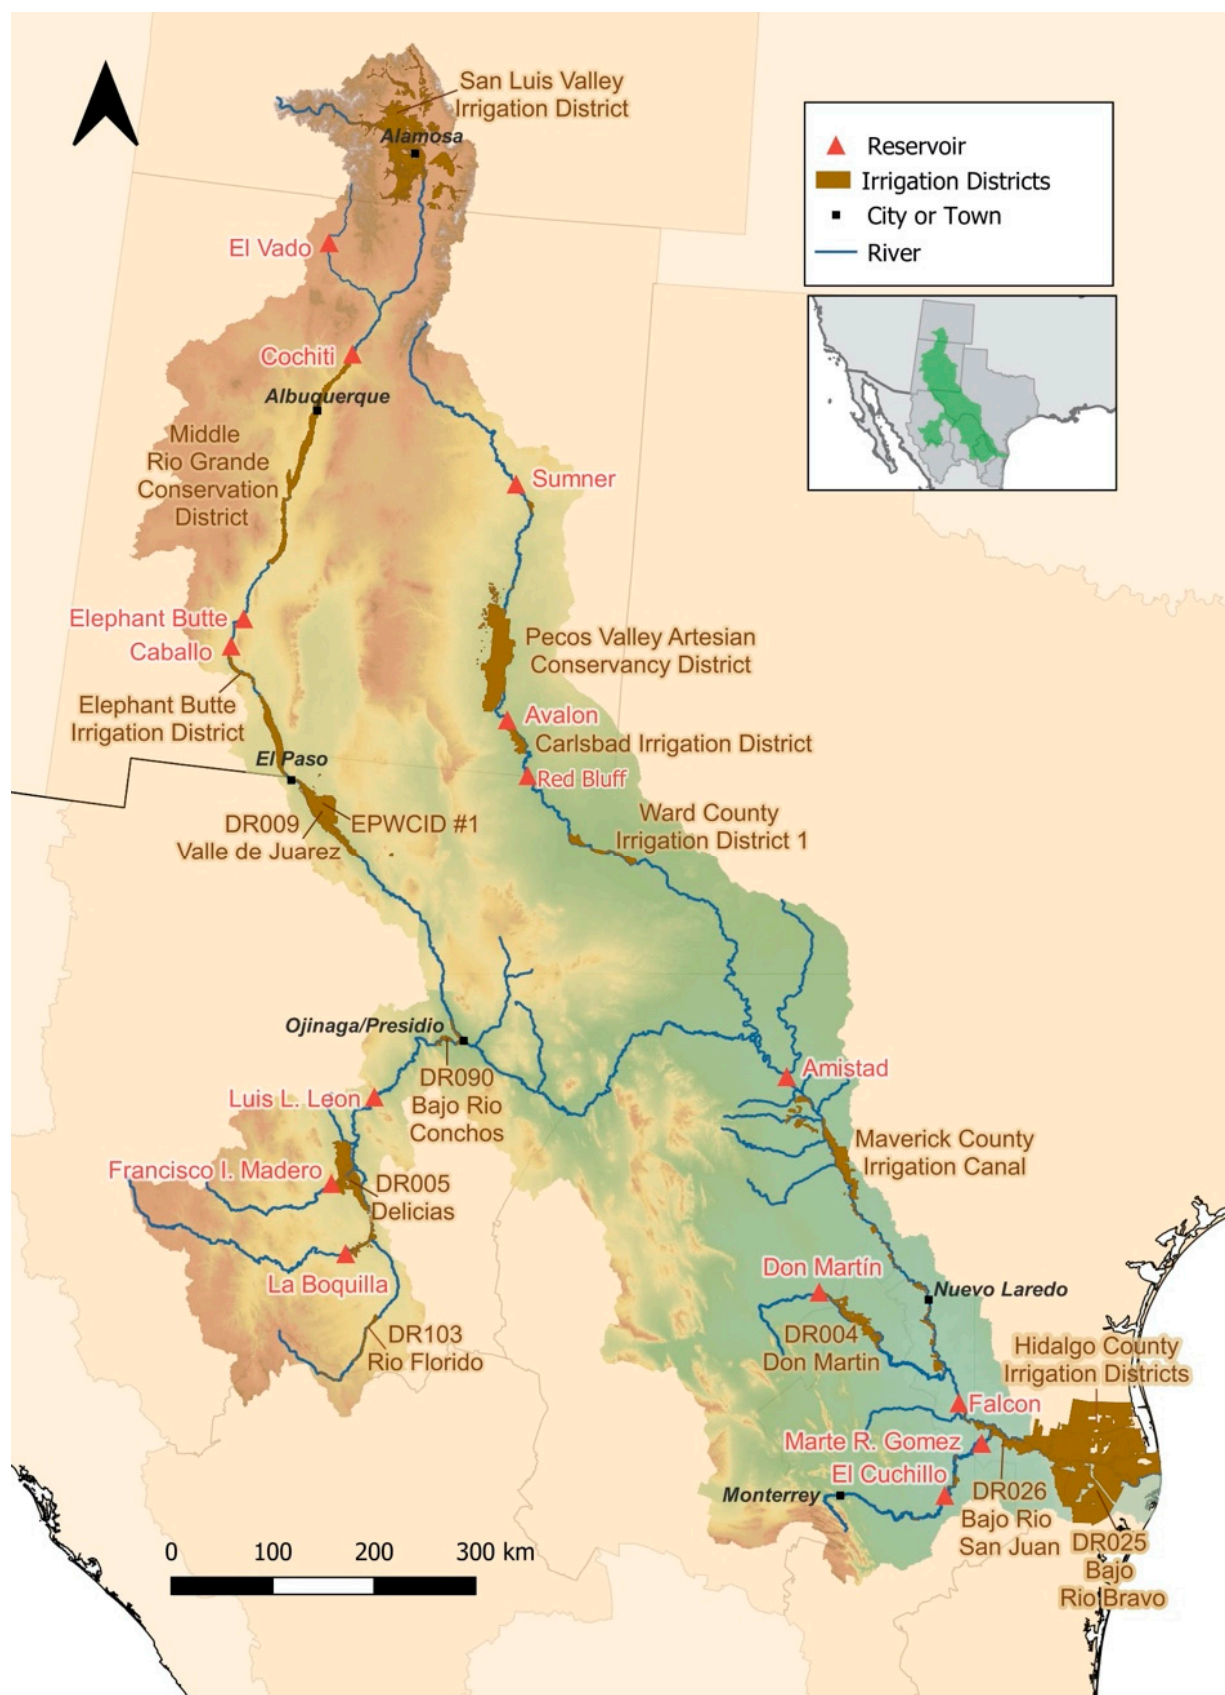 San Luis Valley
Irrigation District
Alamosa
Reservoir
Irrigation Districts
City or Town
River
El Vado
Cochiti
Albuquerque
Middle
Rio Grande
Conservation
District
Sumner
Elephant Butte
Caballo
Pecos Valley Artesian
Conservancy District
Elephant Butte
Irrigation District
Avalon
Carlsbad Irrigation District
El Paso
Red Bluff
DR009
Valle de Juarez
EPWCID #1
Ward County
Irrigation District 1
Ojinaga/Presidio
DR090
Bajo Rio
Conchos
Amistad
Luis L. Leon
Maverick County
Irrigation Canal
Francisco I. Madero
DR005
Delicias
La Boquilla
Don Martín
Nuevo Laredo
DR103
Rio Florido
DR004
Don Martin
Hidalgo County
Irrigation Districts
Falcon
Marte R. Gomez
El Cuchillo
Monterrey
DR026
Bajo Rio
San Juan
DR025
Bajo
Rio Bravo
0 100 200 300 km